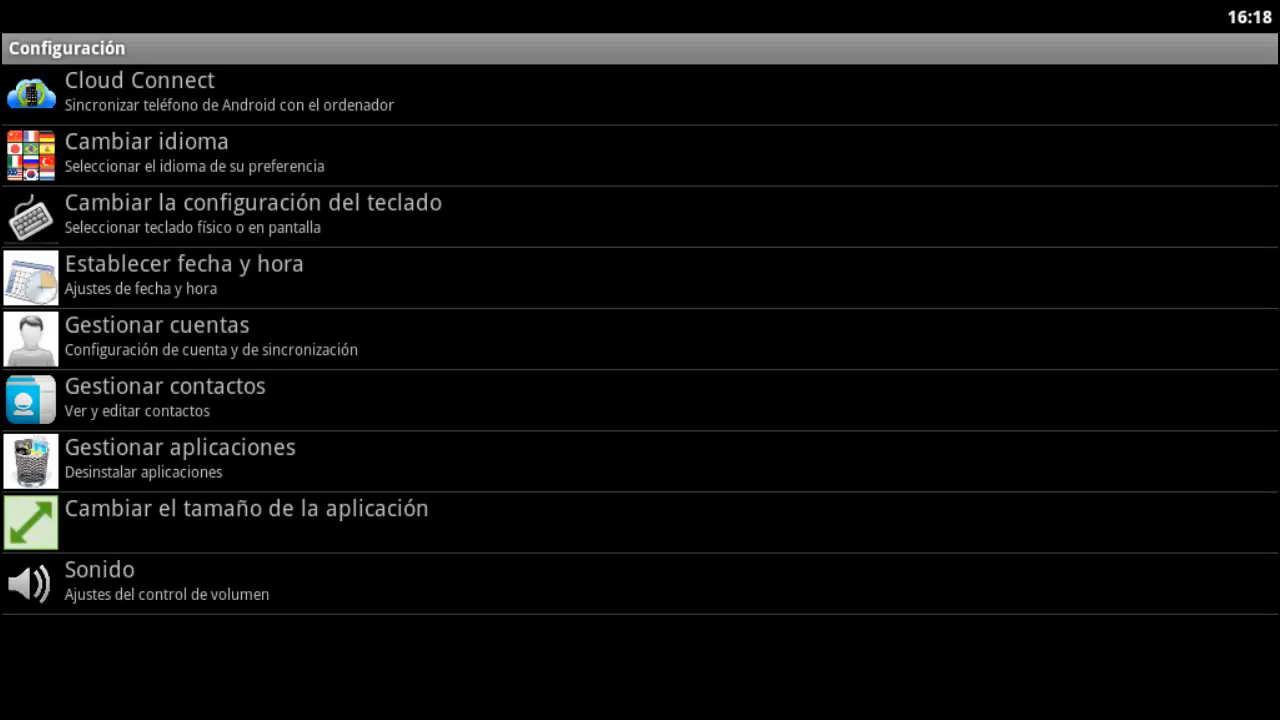 16:18
Configuración
Cloud Connect
Sincronizar teléfono de Android con el ordenador
Cambiar idioma
Seleccionar el idioma de su preferencia
Cambiar la configuración del teclado
Seleccionar teclado físico o en pantalla
Establecer fecha y hora
Ajustes de fecha y hora
Gestionar cuentas
Configuración de cuenta y de sincronización
Gestionar contactos
Ver y editar contactos
Gestionar aplicaciones
Desinstalar aplicaciones
Cambiar el tamaño de la aplicación
Sonido
Ajustes del control de volumen